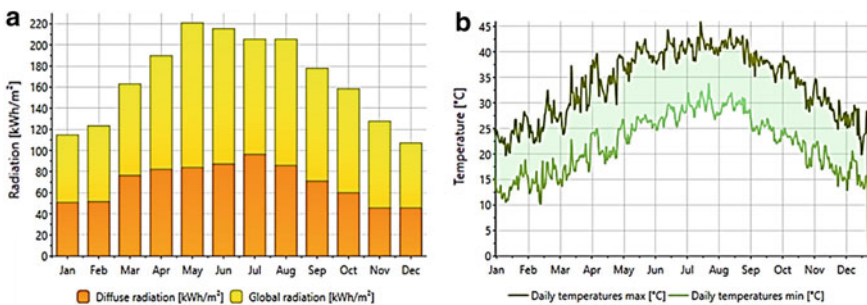 a
Radiation [kWh/m²]
220
200
180
160
140
120
100
80
60
40
20
0
Jan Feb Mar Apr May Jun Jul Aug Sep Oct Nov Dec
Diffuse radiation [kWh/m²] Global radiation [kWh/m²]
b
Temperature [°C]
45
40
35
30
25
20
15
10
5
0
Jan Feb Mar Apr May Jun Jul Aug Sep Oct Nov Dec
Daily temperatures max [°C] Daily temperatures min [°C]